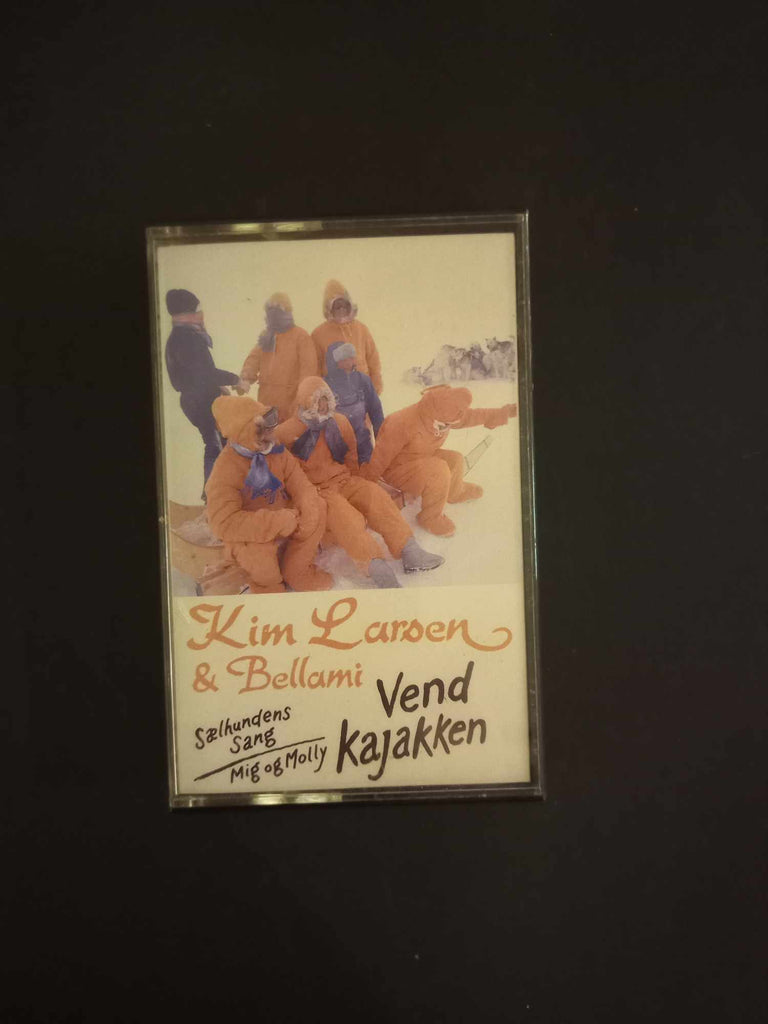 Kim Larsen
& Bellami
Vend
kajakken
Sælhundens
Sang
Mig og Molly